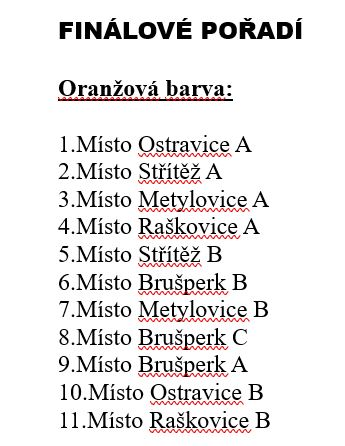 FINÁLOVÉ POŘADÍ
Oranžová barva:
1.Místo Ostravice A
2.Místo Střítěž A
3.Místo Metylovice A
4.Místo Raškovice A
5.Místo Střítěž B
6.Místo Brušperk B
7.Místo Metylovice B
8.Místo Brušperk C
9.Místo Brušperk A
10.Místo Ostravice B
11.Místo Raškovice B